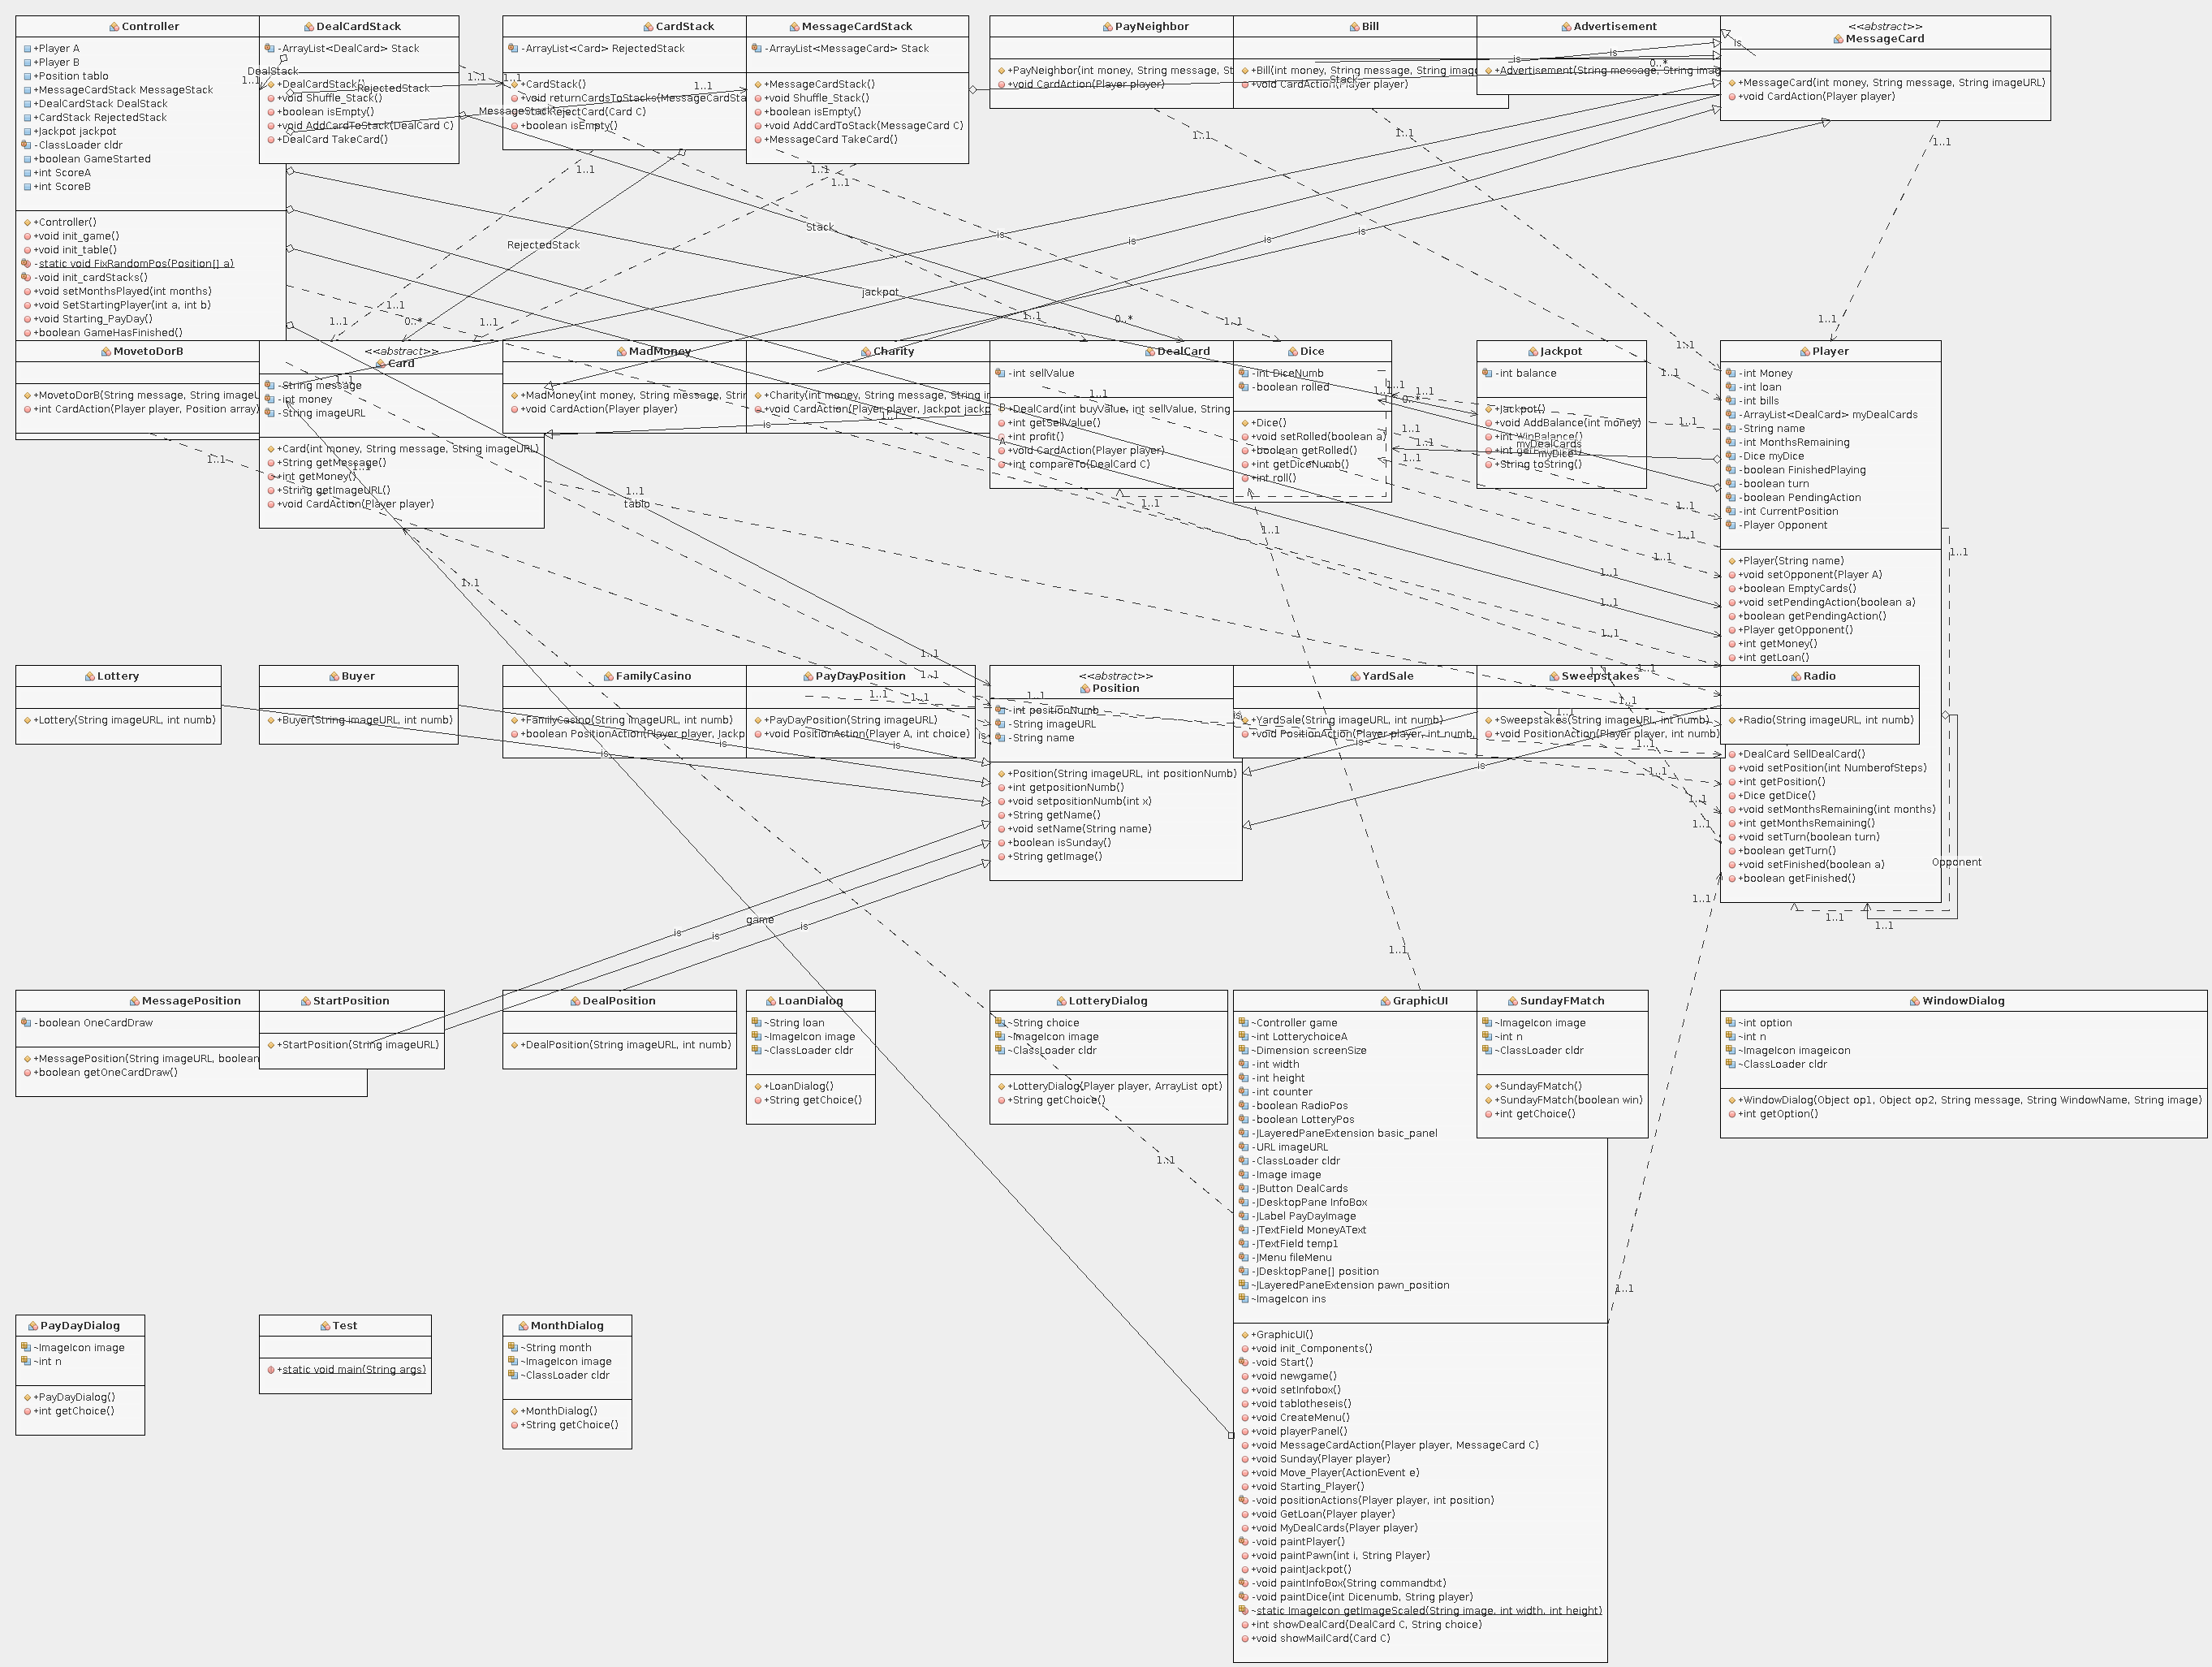 Controller
+Player A
+Player B
+Position tablo
+MessageCardStack MessageStack
+DealCardStack DealStack
+CardStack RejectedStack
+Jackpot jackpot
-ClassLoader cldr
+boolean GameStarted
+int ScoreA
+int ScoreB
+Controller()
+void init_game()
+void init_table()
-static void FixRandomPos(Position[] a)
-void init_cardStacks()
+void setMonthsPlayed(int months)
+void SetStartingPlayer(int a, int b)
+void Starting_PayDay()
+boolean GameHasFinished()
DealCardStack
-ArrayList<DealCard> Stack
+DealCardStack()
+void Shuffle_Stack()
+boolean isEmpty()
+void AddCardToStack(DealCard C)
+DealCard TakeCard()
CardStack
-ArrayList<Card> RejectedStack
+CardStack()
+void returnCardsToStacks(MessageCardSta
RejectCard(Card C)
+boolean isEmpty()
MessageCardStack
-ArrayList<MessageCard> Stack
+MessageCardStack()
+void Shuffle_Stack()
+boolean isEmpty()
+void AddCardToStack(MessageCard C)
+MessageCard TakeCard()
PayNeighbor
+PayNeighbor(int money, String message, St
+void CardAction(Player player)
Bill
+Bill(int money, String message, String imag
+void CardAction(Player player)
Advertisement
+Advertisement(String message, String imag
<<abstract>>
MessageCard
+MessageCard(int money, String message, String imageURL)
+void CardAction(Player player)
DealStack
RejectedStack
MessageStack
Stack
Stack
RejectedStack
jackpot
MovetoDorB
+MovetoDorB(String message, String imageU
+int CardAction(Player player, Position array)
<<abstract>>
Card
-String message
-int money
-String imageURL
+Card(int money, String message, String imageURL)
+String getMessage()
+int getMoney()
+String getImageURL()
+void CardAction(Player player)
MadMoney
+MadMoney(int money, String message, Strin
+void CardAction(Player player)
Charity
+Charity(int money, String message, String in
+void CardAction(Player player, Jackpot jackp
DealCard
-int sellValue
+DealCard(int buyValue, int sellValue, String
+int getSellValue()
+int profit()
+void CardAction(Player player)
+int compareTo(DealCard C)
Dice
-int DiceNumb
-boolean rolled
+Dice()
+void setRolled(boolean a)
+boolean getRolled()
+int getDiceNumb()
+int roll()
Jackpot
-int balance
+Jackpot()
+void AddBalance(int money)
+int WinBalance()
+String toString()
myDealCards
myDice
Player
-int Money
-int loan
-int bills
-ArrayList<DealCard> myDealCards
-String name
-int MonthsRemaining
-Dice myDice
-boolean FinishedPlaying
-boolean turn
-boolean PendingAction
-int CurrentPosition
-Player Opponent
+Player(String name)
+void setOpponent(Player A)
+boolean EmptyCards()
+void setPendingAction(boolean a)
+boolean getPendingAction()
+Player getOpponent()
+int getMoney()
+int getLoan()
tablo
Lottery
+Lottery(String imageURL, int numb)
Buyer
+Buyer(String imageURL, int numb)
FamilyCasino
+FamilyCasino(String imageURL, int numb)
+boolean PositionAction(Player player, Jackp
PayDayPosition
+PayDayPosition(String imageURL)
+void PositionAction(Player A, int choice)
<<abstract>>
Position
-int positionNumb
-String imageURL
-String name
+Position(String imageURL, int positionNumb)
+int getpositionNumb()
+void setpositionNumb(int x)
+String getName()
+void setName(String name)
+boolean isSunday()
+String getImage()
YardSale
+YardSale(String imageURL, int numb)
+void PositionAction(Player player, int numb,
Sweepstakes
+Sweepstakes(String imageURL, int numb)
+void PositionAction(Player player, int numb)
Radio
+Radio(String imageURL, int numb)
+DealCard SellDealCard()
+void setPosition(int NumberofSteps)
+int getPosition()
+Dice getDice()
+void setMonthsRemaining(int months)
+int getMonthsRemaining()
+void setTurn(boolean turn)
+boolean getTurn()
+void setFinished(boolean a)
+boolean getFinished()
Opponent
game
MessagePosition
-boolean OneCardDraw
+MessagePosition(String imageURL, boolean
+boolean getOneCardDraw()
StartPosition
+StartPosition(String imageURL)
DealPosition
+DealPosition(String imageURL, int numb)
LoanDialog
~String loan
~ImageIcon image
~ClassLoader cldr
+LoanDialog()
+String getChoice()
LotteryDialog
~String choice
~ImageIcon image
~ClassLoader cldr
+LotteryDialog(Player player, ArrayList opt)
+String getChoice()
GraphicUI
~Controller game
~int LotterychoiceA
~Dimension screenSize
-int width
-int height
-int counter
-boolean RadioPos
-boolean LotteryPos
-JLayeredPaneExtension basic_panel
-URL imageURL
-ClassLoader cldr
-Image image
-JButton DealCards
-JDesktopPane InfoBox
-JLabel PayDayImage
-JTextField MoneyAText
-JTextField temp1
-JMenu fileMenu
-JDesktopPane[] position
~JLayeredPaneExtension pawn_position
~ImageIcon ins
+GraphicUI()
+void init_Components()
-void Start()
+void newgame()
+void setInfobox()
+void tablotheseis()
+void CreateMenu()
+void playerPanel()
+void MessageCardAction(Player player, MessageCard C)
+void Sunday(Player player)
+void Move_Player(ActionEvent e)
+void Starting_Player()
-void positionActions(Player player, int position)
+void GetLoan(Player player)
+void MyDealCards(Player player)
-void paintPlayer()
+void paintPawn(int i, String Player)
+void paintJackpot()
-void paintInfoBox(String commandtxt)
-void paintDice(int Dicenumb, String player)
~static ImageIcon getImageScaled(String image, int width, int height)
+int showDealCard(DealCard C, String choice)
+void showMailCard(Card C)
SundayFMatch
~ImageIcon image
~int n
~ClassLoader cldr
+SundayFMatch()
+SundayFMatch(boolean win)
+int getChoice()
WindowDialog
~int option
~int n
~ImageIcon imageicon
~ClassLoader cldr
+WindowDialog(Object op1, Object op2, String message, String WindowName, String image)
+int getOption()
PayDayDialog
~ImageIcon image
~int n
+PayDayDialog()
+int getChoice()
Test
+static void main(String args)
MonthDialog
~String month
~ImageIcon image
~ClassLoader cldr
+MonthDialog()
+String getChoice()